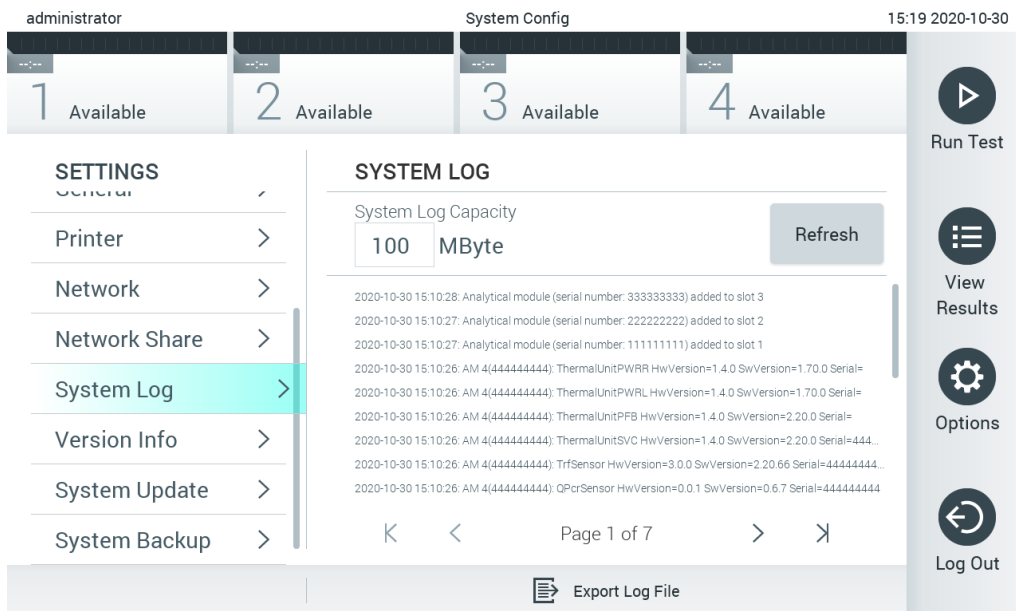 administrator
System Config
15:19 2020-10-30
--:--
--:--
--:--
--:--
1 Available
2 Available
3 Available
4 Available
Run Test
View
Results
Options
Log Out
SETTINGS
General
Printer
Network
Network Share
System Log
Version Info
System Update
System Backup
SYSTEM LOG
System Log Capacity
100 MByte
Refresh
2020-10-30 15:10:28: Analytical module (serial number: 333333333) added to slot 3
2020-10-30 15:10:27: Analytical module (serial number: 222222222) added to slot 2
2020-10-30 15:10:27: Analytical module (serial number: 111111111) added to slot 1
2020-10-30 15:10:26: AM 4(444444444): ThermalUnitPWRR HwVersion=1.4.0 SwVersion=1.70.0 Serial=
2020-10-30 15:10:26: AM 4(444444444): ThermalUnitPWRL HwVersion=1.4.0 SwVersion=1.70.0 Serial=
2020-10-30 15:10:26: AM 4(444444444): ThermalUnitPFB HwVersion=1.4.0 SwVersion=2.20.0 Serial=
2020-10-30 15:10:26: AM 4(444444444): ThermalUnitSVC HwVersion=1.4.0 SwVersion=2.20.0 Serial=444...
2020-10-30 15:10:26: AM 4(444444444): TrfSensor HwVersion=3.0.0 SwVersion=2.20.66 Serial=44444444...
2020-10-30 15:10:26: AM 4(444444444): QPcrSensor HwVersion=0.0.1 SwVersion=0.6.7 Serial=444444444
Page 1 of 7
Export Log File